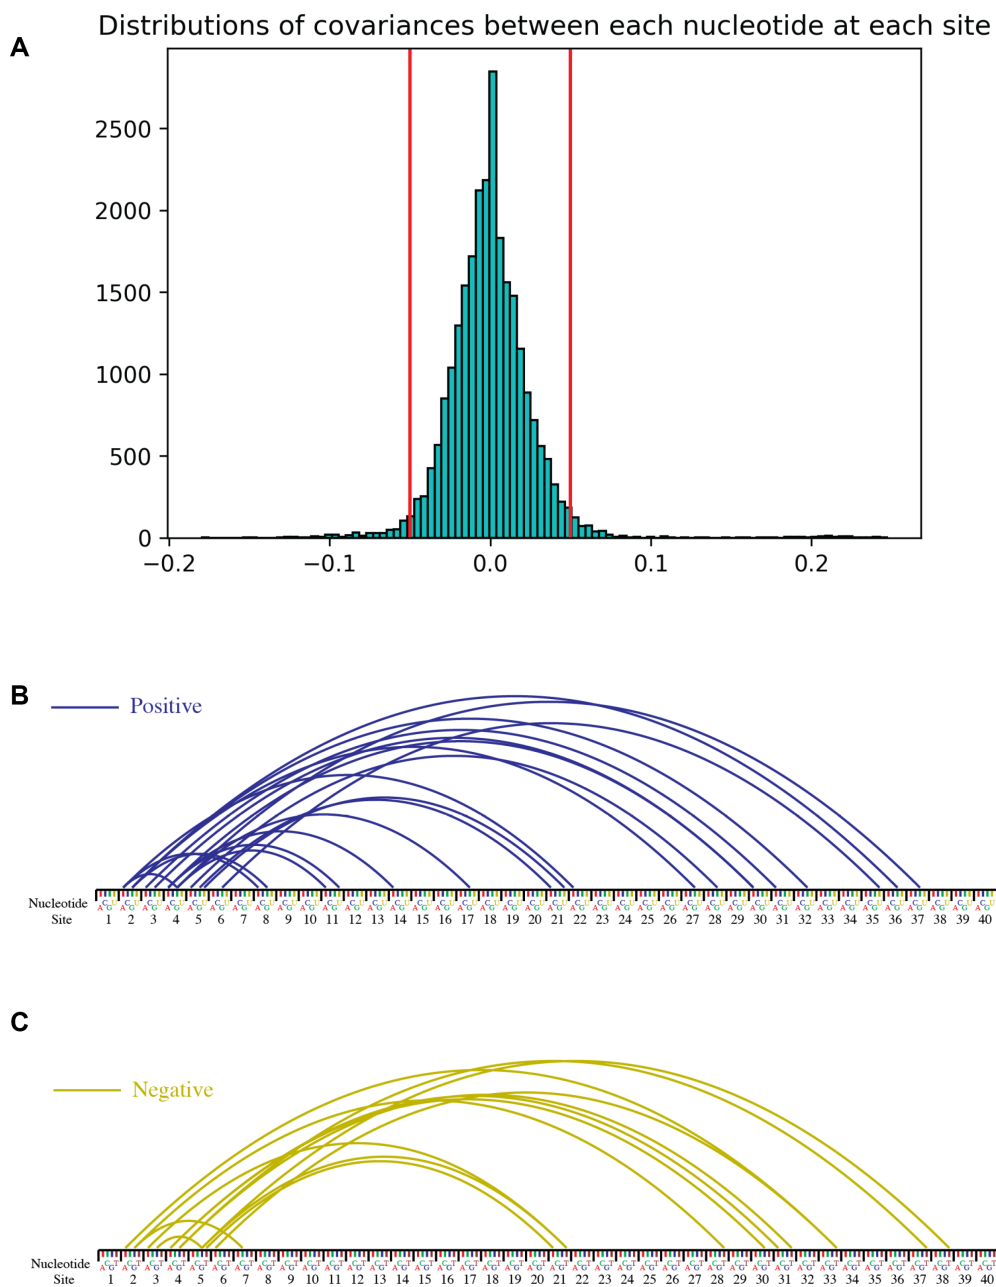 Distributions of covariances between each nucleotide at each site
A
2500
2000
1500
1000
500
0
−0.2 −0.1 0.0 0.1 0.2
B
Positive
Nucleotide
Site 1 2 3 4 5 6 7 8 9 10 11 12 13 14 15 16 17 18 19 20 21 22 23 24 25 26 27 28 29 30 31 32 33 34 35 36 37 38 39 40
C
Negative
Nucleotide
Site 1 2 3 4 5 6 7 8 9 10 11 12 13 14 15 16 17 18 19 20 21 22 23 24 25 26 27 28 29 30 31 32 33 34 35 36 37 38 39 40